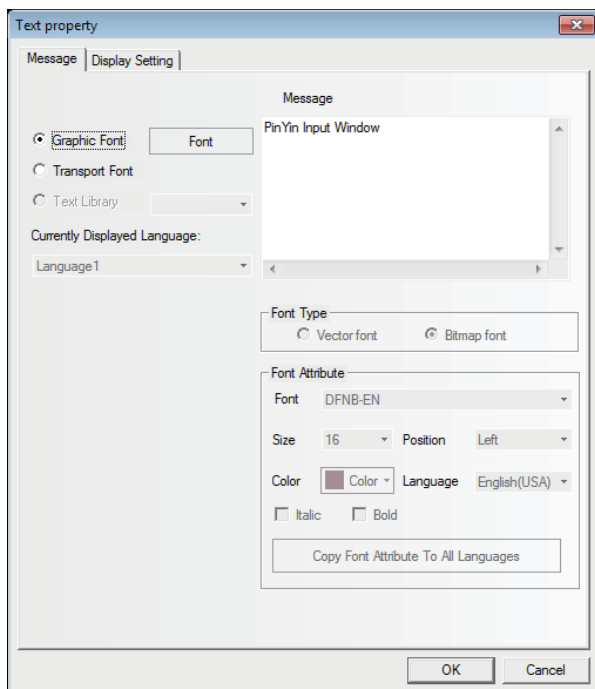 Text property
Message
Display Setting
Message
Graphic Font
Font
PinYin Input Window
Transport Font
Text Library
Currently Displayed Language:
Language1
Font Type
Vector font
Bitmap font
Font Attribute
Font
DFNB-EN
Size
16
Position
Left
Color
Color
Language
English(USA)
Italic
Bold
Copy Font Attribute To All Languages
OK
Cancel